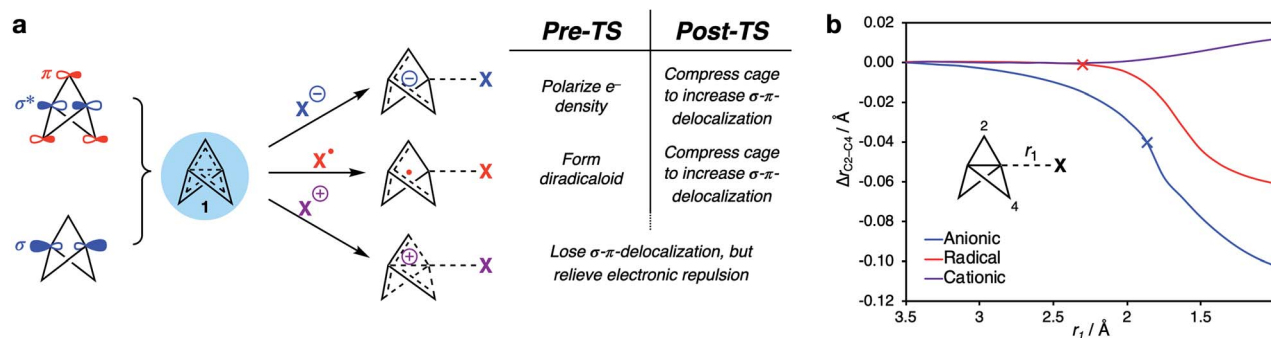 a
π
σ*
σ
1
X⊖
X•
X⊕
⊖
X
X
⊕
X
Pre-TS
Post-TS
Polarize e–
density
Compress cage
to increase σ-π-
delocalization
Form
diradicaloid
Compress cage
to increase σ-π-
delocalization
Lose σ-π-delocalization, but
relieve electronic repulsion
b
0.02
0.00
-0.02
-0.04
-0.06
-0.08
-0.10
-0.12
ΔrC2–C4 / Å
2
r1
X
4
Anionic
Radical
Cationic
3.5
3
2.5
2
1.5
r1 / Å